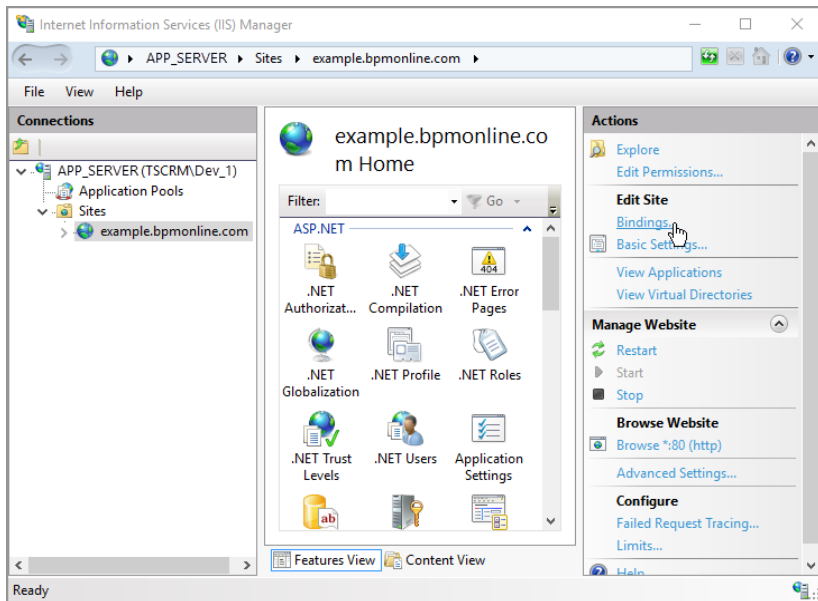 Internet Information Services (IIS) Manager
APP_SERVER Sites example.bpmonline.com
File View Help
Connections
APP_SERVER (TSCRM\Dev_1)
Application Pools
Sites
example.bpmonline.com
example.bpmonline.co
m Home
Filter: Go
ASP.NET
.NET Authorizat...
.NET Compilation
.NET Error Pages
404
.NET Globalization
.NET Profile
.NET Roles
.NET Trust Levels
.NET Users
Application Settings
ab
Features View Content View
Actions
Explore
Edit Permissions...
Edit Site
Bindings...
Basic Settings...
View Applications
View Virtual Directories
Manage Website
Restart
Start
Stop
Browse Website
Browse *:80 (http)
Advanced Settings...
Configure
Failed Request Tracing...
Limits...
Help
Ready